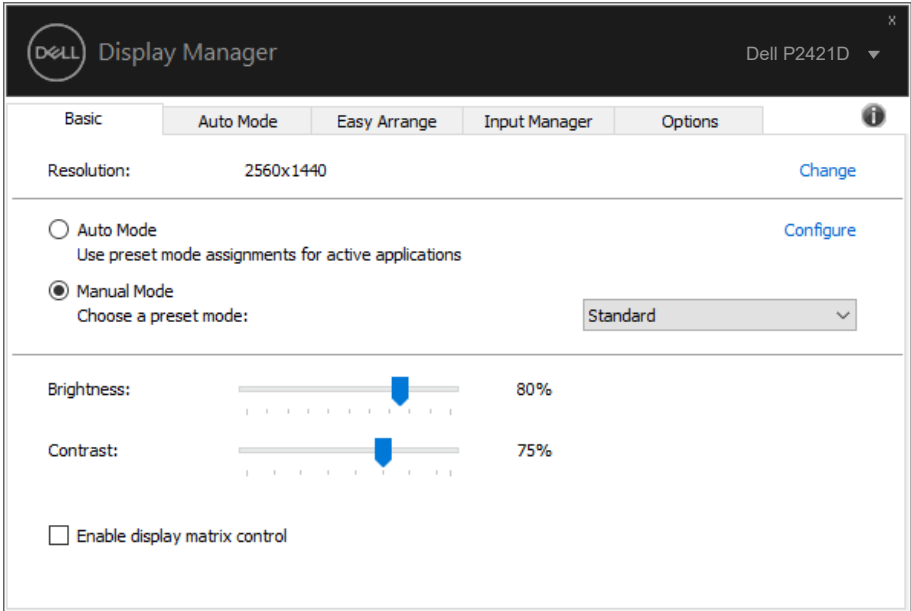 x
DELL Display Manager
Dell P2421D
Basic Auto Mode Easy Arrange Input Manager Options
Resolution: 2560x1440 Change
Auto Mode Configure
Use preset mode assignments for active applications
Manual Mode
Choose a preset mode: Standard
Brightness: 80%
Contrast: 75%
Enable display matrix control